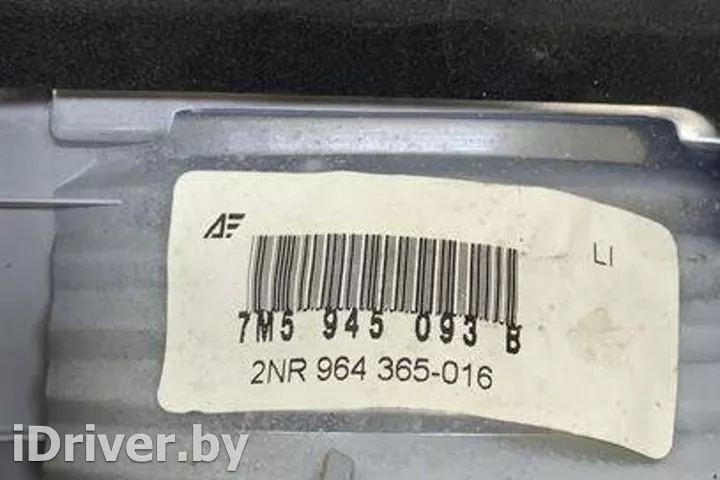 AF
LI
7M5 945 093 B
2NR 964 365-016
iDriver.by